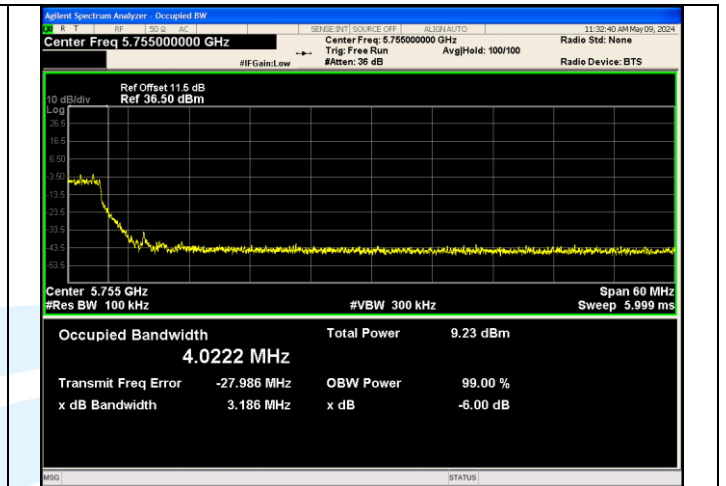 Agilent Spectrum Analyzer - Occupied BW
R T RF 50 Ω AC SENSE:INT SOURCE OFF ALIGN AUTO 11:32:40 AM May 09, 2024
Center Freq 5.755000000 GHz Center Freq: 5.755000000 GHz Radio Std: None
Trig: Free Run Avg|Hold: 100/100
#IFGain:Low #Atten: 36 dB Radio Device: BTS
Ref Offset 11.5 dB
10 dB/div Ref 36.50 dBm
Log
26.5
16.5
6.50
-3.50
-13.5
-23.5
-33.5
-43.5
-53.5
Center 5.755 GHz Span 60 MHz
#Res BW 100 kHz #VBW 300 kHz Sweep 5.999 ms
Occupied Bandwidth Total Power 9.23 dBm
4.0222 MHz
Transmit Freq Error -27.986 MHz OBW Power 99.00 %
x dB Bandwidth 3.186 MHz x dB -6.00 dB
MSG STATUS